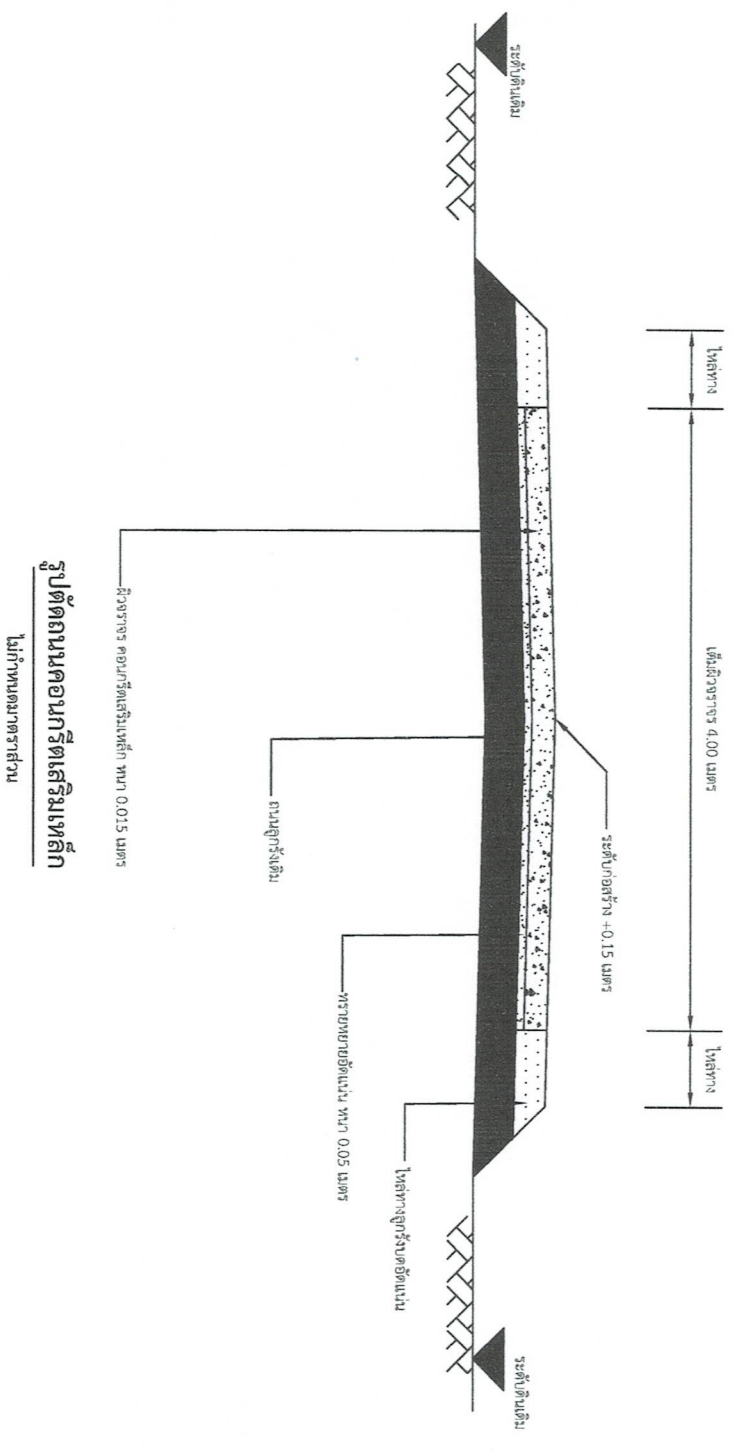 ไหล่ทาง
เต็มผิวจราจร 4.00 เมตร
ไหล่ทาง
ระดับก่อสร้าง +0.15 เมตร
ระดับดินเดิม
ระดับดินเดิม
ไหล่ทางลูกรังบดอัดแน่น
ทรายหยาบอัดแน่น หนา 0.05 เมตร
ถนนลูกรังเดิม
ผิวจราจร คอนกรีตเสริมเหล็ก หนา 0.015 เมตร
รูปตัดถนนคอนกรีตเสริมเหล็ก
ไม่กำหนดมาตราส่วน